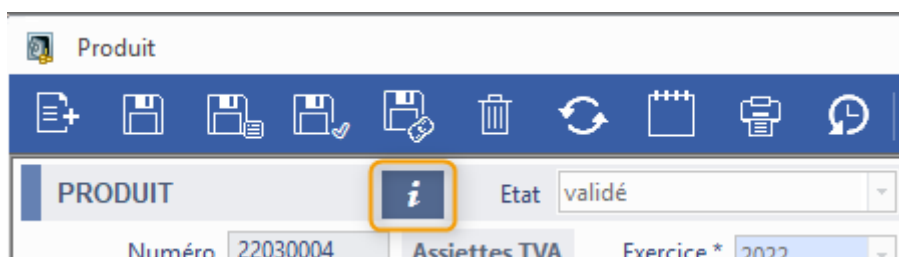 Produit
PRODUIT i Etat validé
Numéro 22030004 Assiettes TVA Exercice * 2022